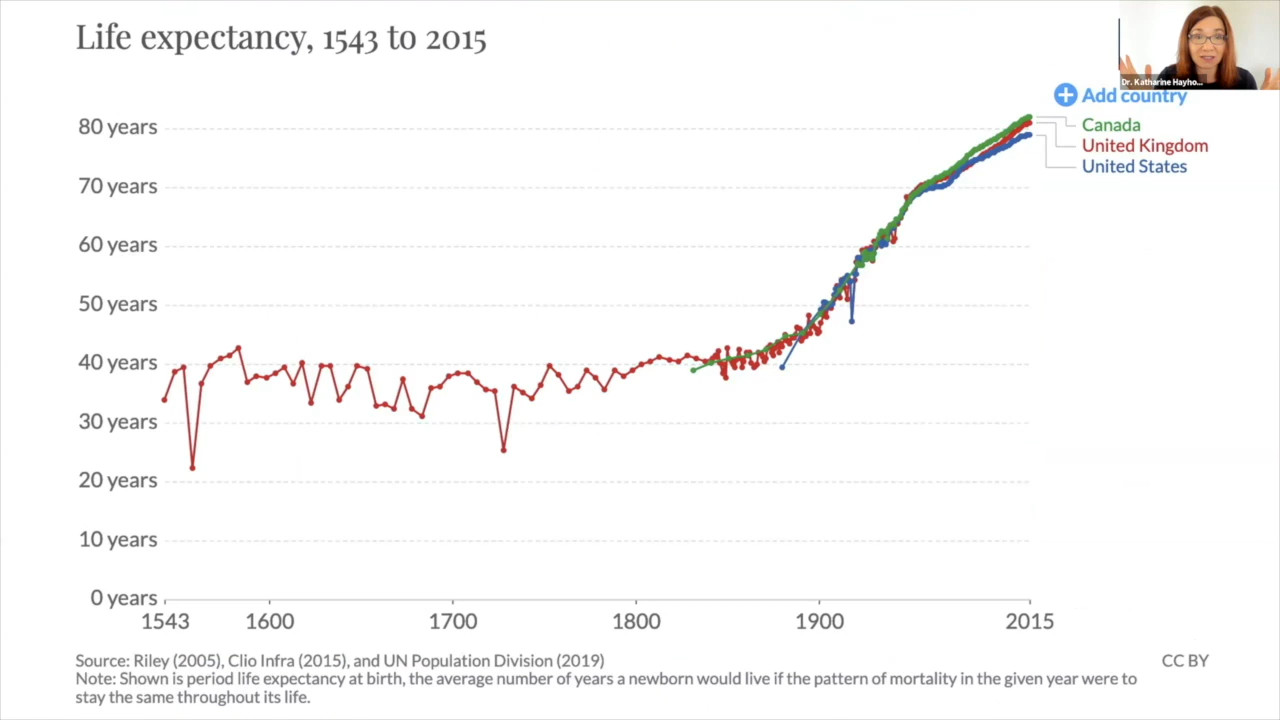 Life expectancy, 1543 to 2015
Dr. Katharine Hayho...
Add country
Canada
United Kingdom
United States
80 years
70 years
60 years
50 years
40 years
30 years
20 years
10 years
0 years
1543 1600 1700 1800 1900 2015
Source: Riley (2005), Clio Infra (2015), and UN Population Division (2019)
CC BY
Note: Shown is period life expectancy at birth, the average number of years a newborn would live if the pattern of mortality in the given year were to
stay the same throughout its life.